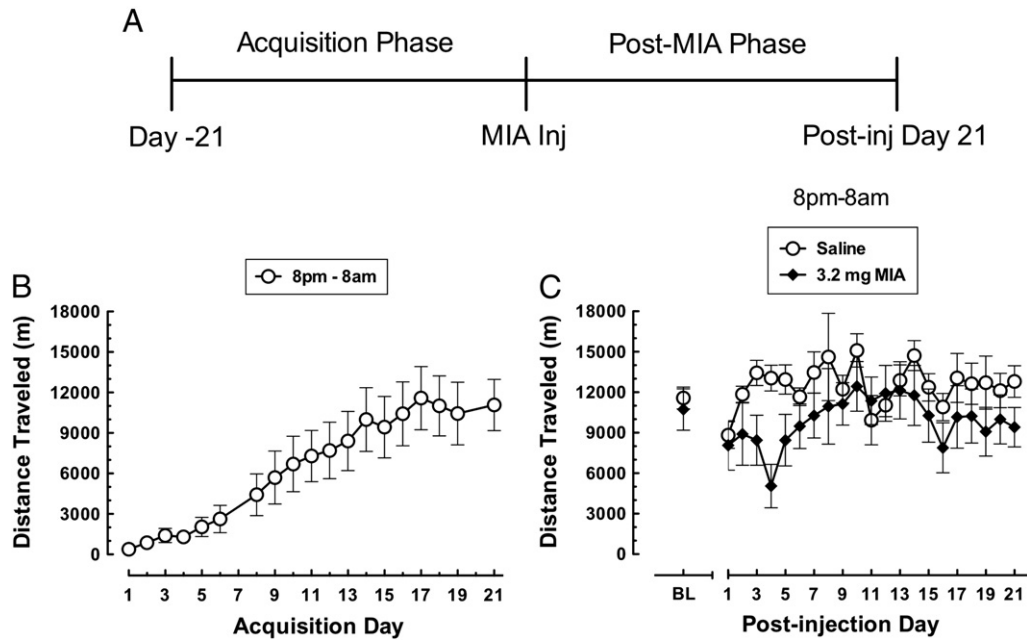 A
Acquisition Phase
Post-MIA Phase
Day -21
MIA Inj
Post-inj Day 21
B
8pm - 8am
Distance Traveled (m)
18000
15000
12000
9000
6000
3000
0
1 3 5 7 9 11 13 15 17 19 21
Acquisition Day
8pm-8am
Saline
3.2 mg MIA
C
Distance Traveled (m)
18000
15000
12000
9000
6000
3000
0
BL 1 3 5 7 9 11 13 15 17 19 21
Post-injection Day